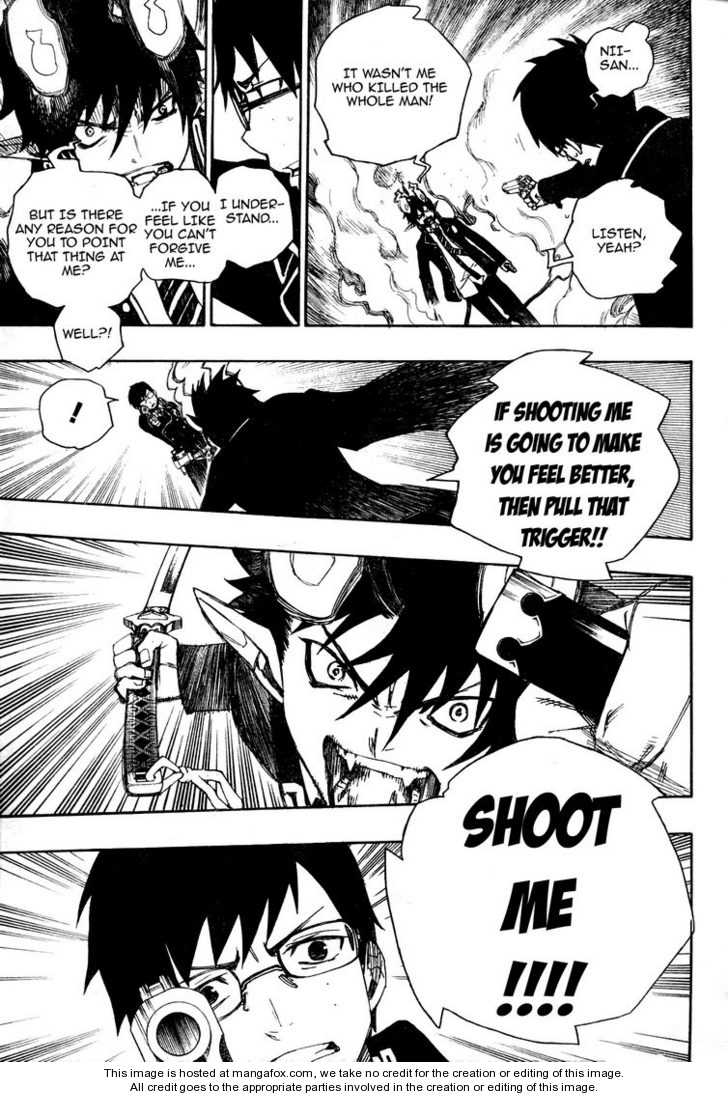 NII-
SAN...
IT WASN'T ME
WHO KILLED THE
WHOLE MAN!
LISTEN,
YEAH?
I UNDER-
STAND...
...IF YOU
FEEL LIKE
YOU CAN'T
FORGIVE
ME...
BUT IS THERE
ANY REASON FOR
YOU TO POINT
THAT THING AT
ME?
WELL?!
IF SHOOTING ME
IS GOING TO MAKE
YOU FEEL BETTER,
THEN PULL THAT
TRIGGER!!
!
SHOOT
ME
!!!!
This image is hosted at mangafox.com, we take no credit for the creation or editing of this image.
All credit goes to the appropriate parties involved in the creation or editing of this image.